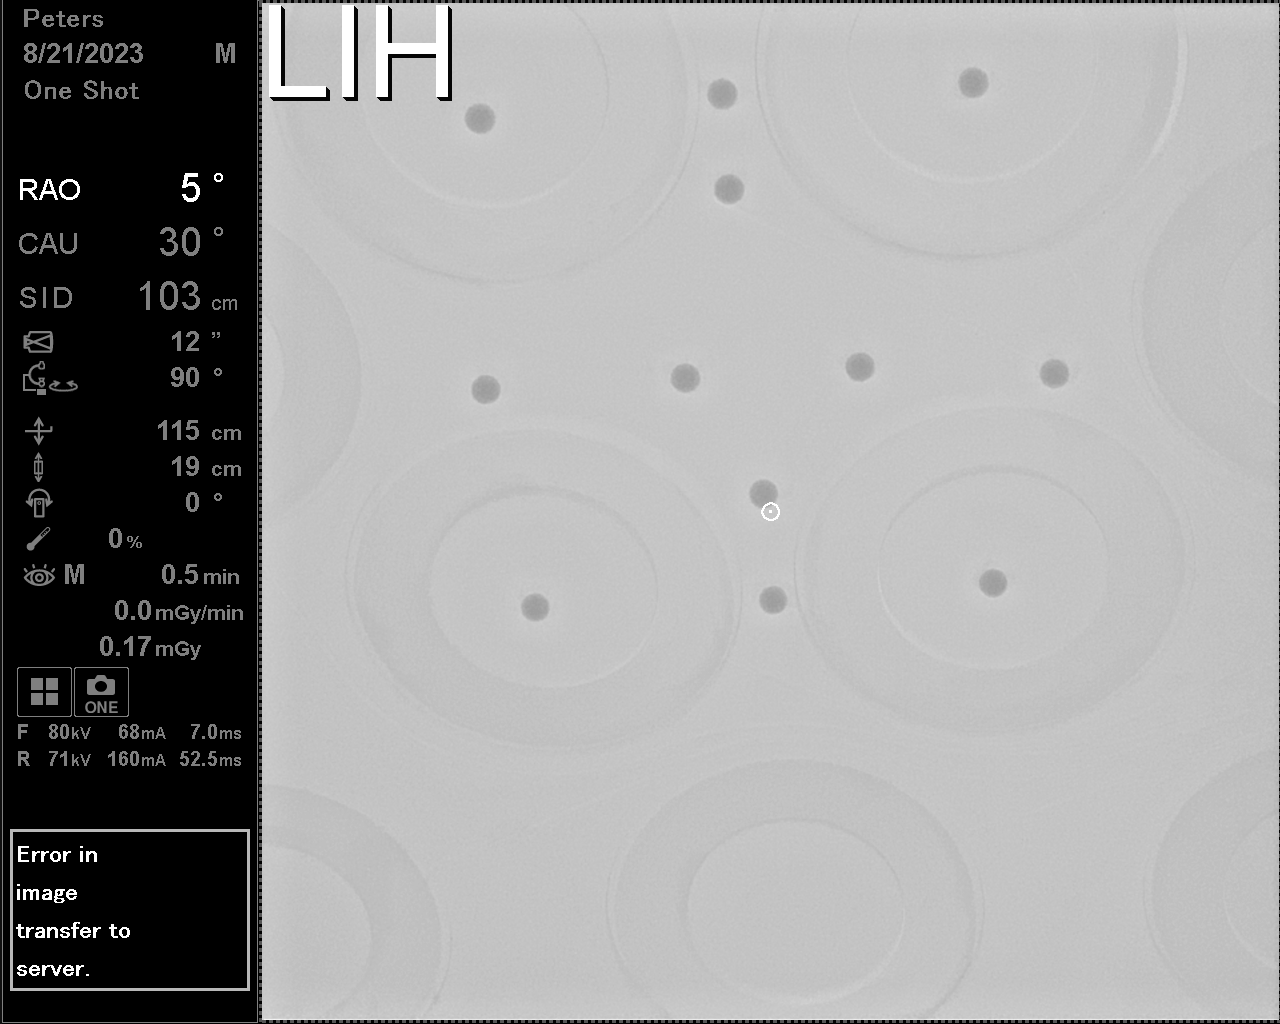 Peters
8/21/2023 M
One Shot
LIH
RAO 5 °
CAU 30 °
SID 103 cm
12 ”
90 °
115 cm
19 cm
0 °
0 %
M 0.5 min
0.0 mGy/min
0.17 mGy
ONE
F 80kV 68mA 7.0ms
R 71kV 160mA 52.5ms
Error in
image
transfer to
server.